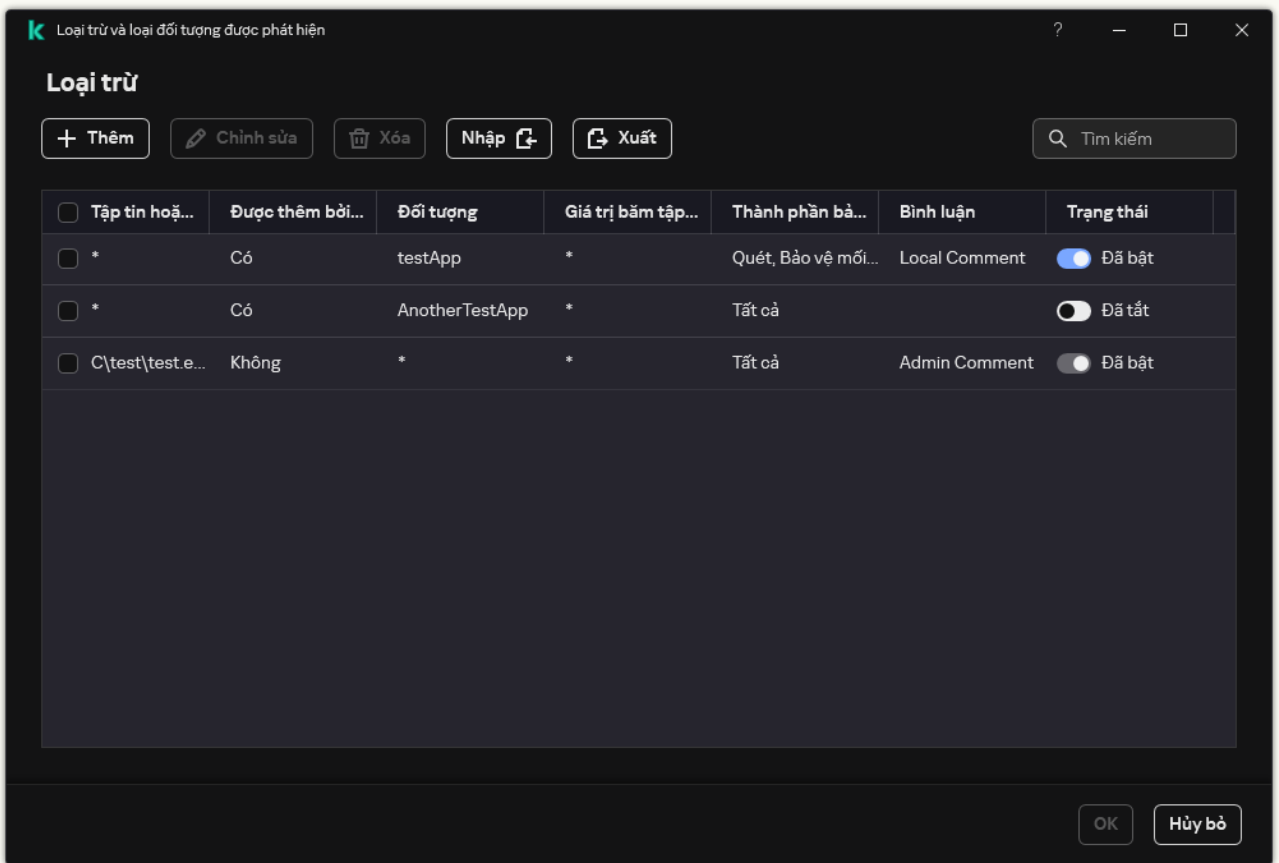 Loại trừ và loại đối tượng được phát hiện ?
Loại trừ
Thêm Chỉnh sửa Xóa Nhập Xuất Tìm kiếm
Tập tin hoặ... Được thêm bởi... Đối tượng Giá trị băm tập... Thành phần bả... Bình luận Trạng thái
* Có testApp * Quét, Bảo vệ mối... Local Comment Đã bật
* Có AnotherTestApp * Tất cả Đã tắt
C\test\test.e... Không * * Tất cả Admin Comment Đã bật
OK Hủy bỏ